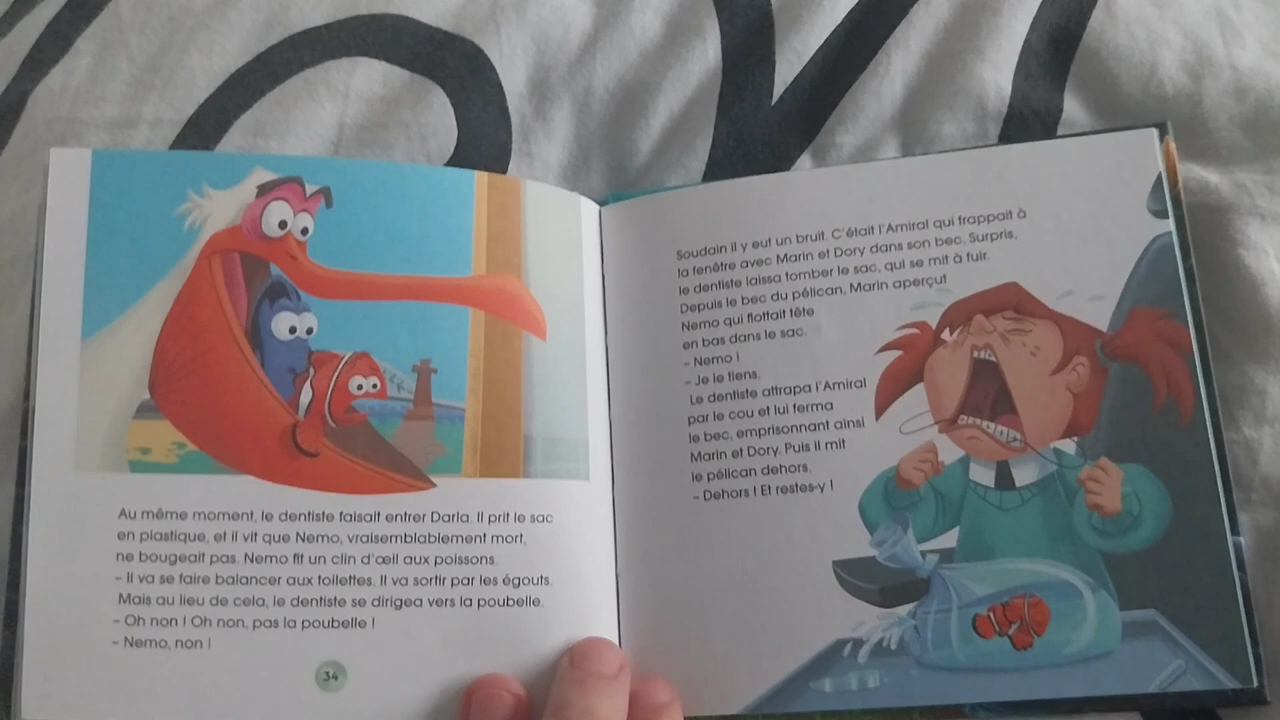 Au même moment, le dentiste faisait entrer Darla. Il prit le sac
en plastique, et il vit que Nemo, vraisemblablement mort,
ne bougeait pas. Nemo fit un clin d'œil aux poissons.
– Il va se faire balancer aux toilettes. Il va sortir par les égouts.
Mais au lieu de cela, le dentiste se dirigea vers la poubelle.
– Oh non ! Oh non, pas la poubelle !
– Nemo, non !
34
Soudain il y eut un bruit. C'était l'Amiral qui frappait à
la fenêtre avec Marin et Dory dans son bec. Surpris,
le dentiste laissa tomber le sac, qui se mit à fuir.
Depuis le bec du pélican, Marin aperçut
Nemo qui flottait tête
en bas dans le sac.
– Nemo !
– Je le tiens.
Le dentiste attrapa l'Amiral
par le cou et lui ferma
le bec, emprisonnant ainsi
Marin et Dory. Puis il mit
le pélican dehors.
– Dehors ! Et restes-y !